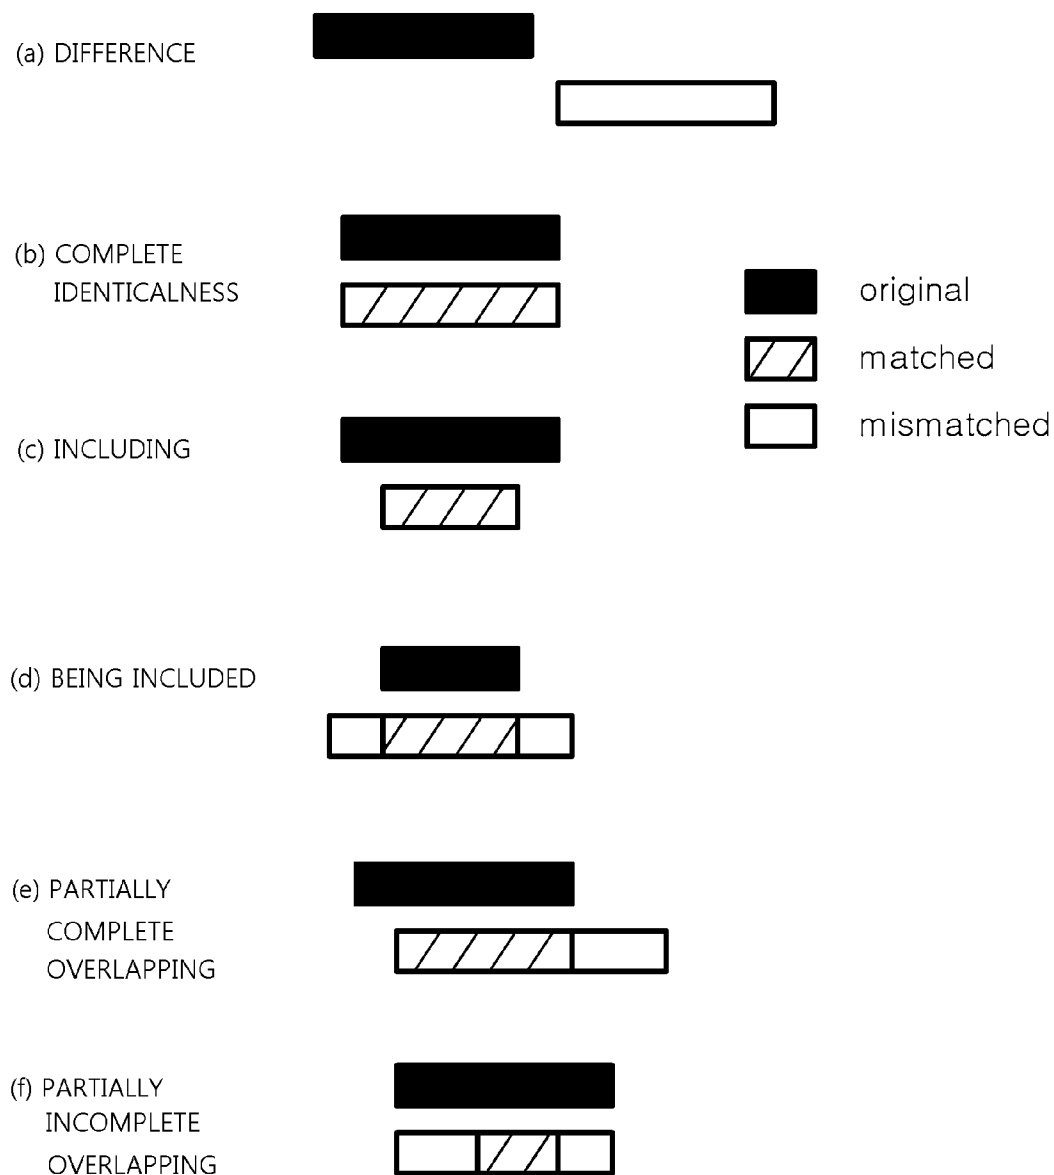 (a) DIFFERENCE
(b) COMPLETE
IDENTICALNESS
original
matched
mismatched
(c) INCLUDING
(d) BEING INCLUDED
(e) PARTIALLY
COMPLETE
OVERLAPPING
(f) PARTIALLY
INCOMPLETE
OVERLAPPING